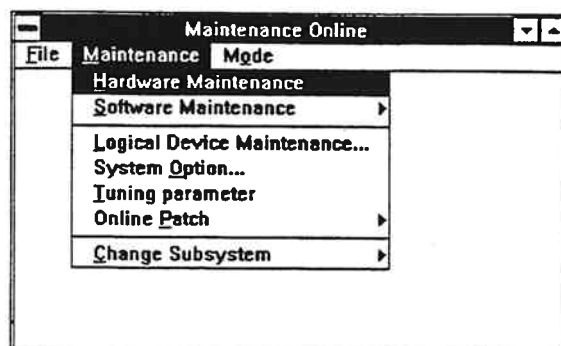 Maintenance Online
File Maintenance Mode
Hardware Maintenance
Software Maintenance
Logical Device Maintenance...
System Option...
Tuning parameter
Online Patch
Change Subsystem